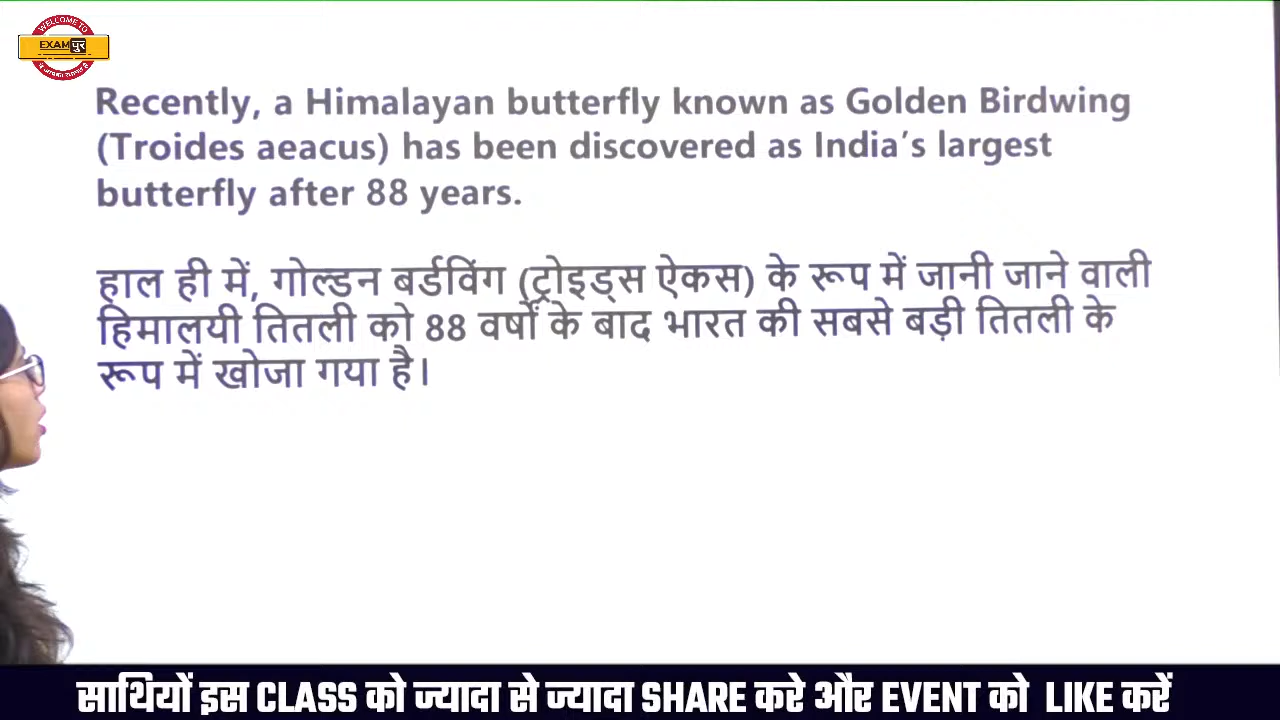 WELCOME TO
EXAMपुर
Recently, a Himalayan butterfly known as Golden Birdwing
(Troides aeacus) has been discovered as India’s largest
butterfly after 88 years.
हाल ही में, गोल्डन बर्डविंग (ट्रोइड्स ऐकस) के रूप में जानी जाने वाली
हिमालयी तितली को 88 वर्षों के बाद भारत की सबसे बड़ी तितली के
रूप में खोजा गया है।
साथियों इस CLASS को ज्यादा से ज्यादा SHARE करे और EVENT को LIKE करें